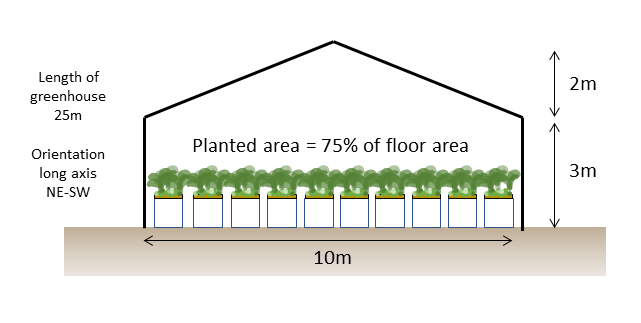 Length of
greenhouse
25m
Orientation
long axis
NE-SW
Planted area = 75% of floor area
2m
3m
10m